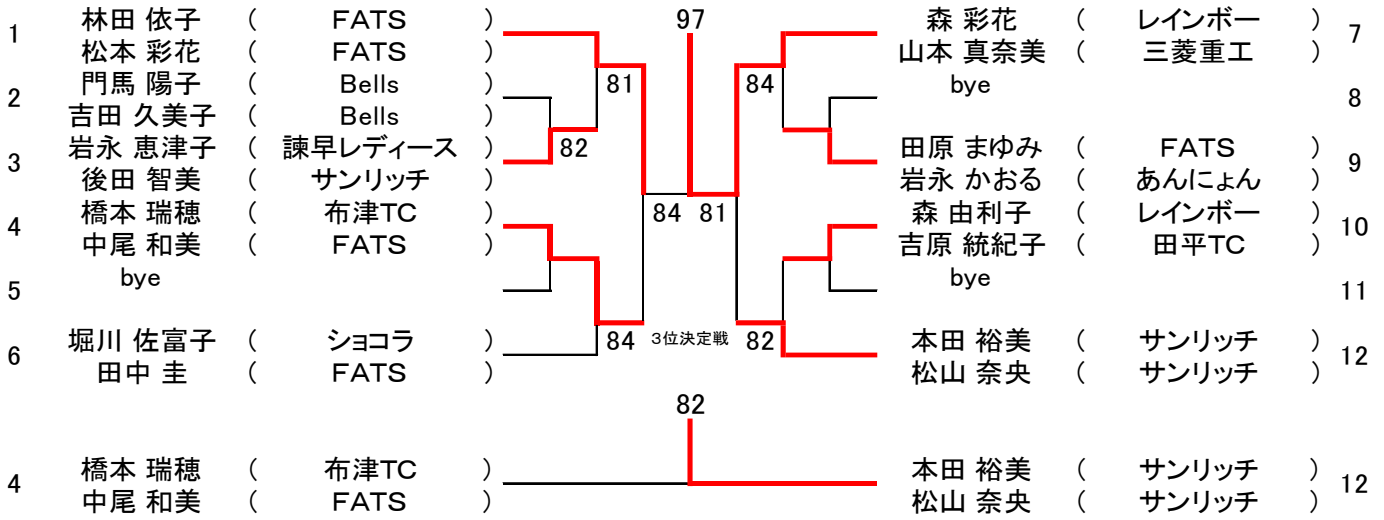 1 林田 依子 ( FATS )
松本 彩花 ( FATS )
2 門馬 陽子 ( Bells )
吉田 久美子 ( Bells )
3 岩永 恵津子 ( 諫早レディース )
後田 智美 ( サンリッチ )
4 橋本 瑞穂 ( 布津TC )
中尾 和美 ( FATS )
5 bye
6 堀川 佐富子 ( ショコラ )
田中 圭 ( FATS )
81
82
84
84
97
81
84
82
3位決定戦
森 彩花 ( レインボー ) 7
山本 真奈美 ( 三菱重工 )
bye 8
田原 まゆみ ( FATS ) 9
岩永 かおる ( あんにょん )
森 由利子 ( レインボー ) 10
吉原 統紀子 ( 田平TC )
bye 11
本田 裕美 ( サンリッチ ) 12
松山 奈央 ( サンリッチ )
82
4 橋本 瑞穂 ( 布津TC )
中尾 和美 ( FATS )
本田 裕美 ( サンリッチ ) 12
松山 奈央 ( サンリッチ )